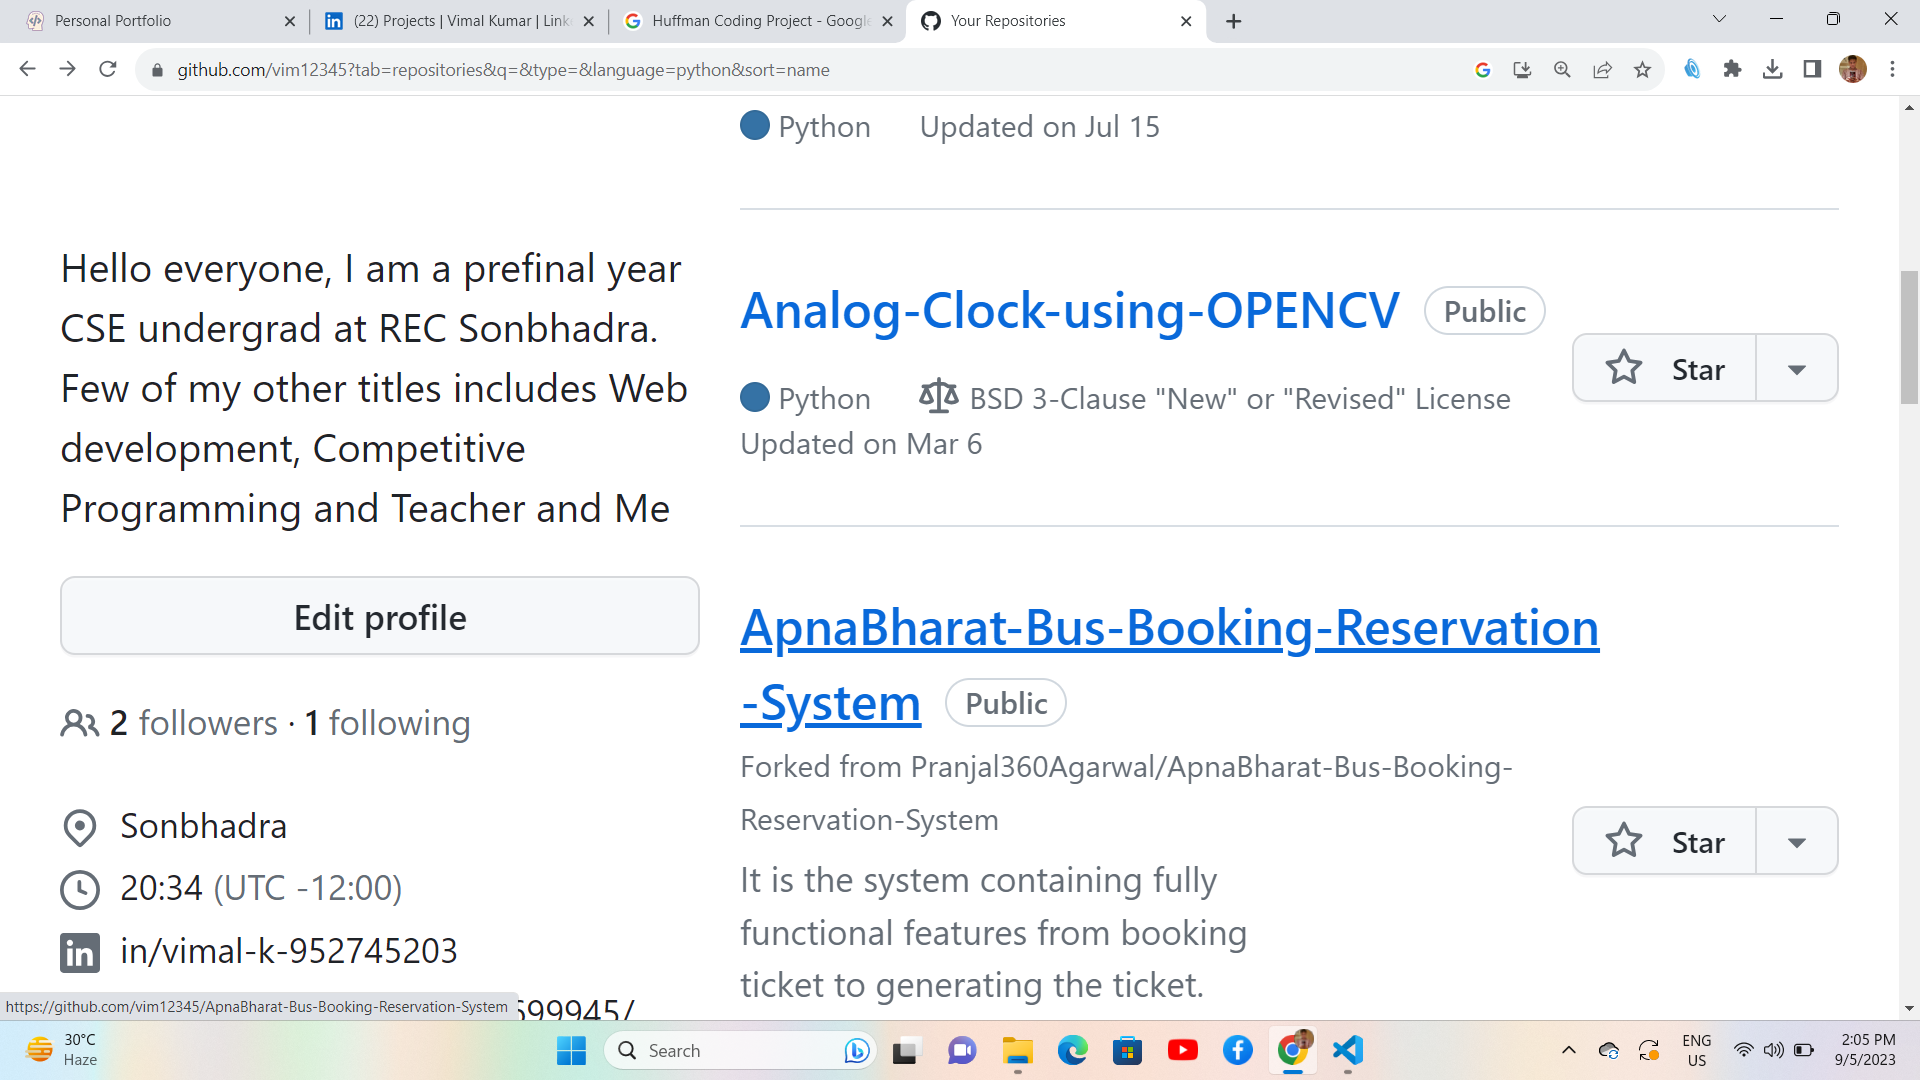 Personal Portfolio
(22) Projects | Vimal Kumar | Link
Huffman Coding Project - Google
Your Repositories
github.com/vim12345?tab=repositories&q=&type=&language=python&sort=name
Python Updated on Jul 15
Hello everyone, I am a prefinal year
CSE undergrad at REC Sonbhadra.
Few of my other titles includes Web
development, Competitive
Programming and Teacher and Me
Edit profile
2 followers · 1 following
Sonbhadra
20:34 (UTC -12:00)
in/vimal-k-952745203
699945/
https://github.com/vim12345/ApnaBharat-Bus-Booking-Reservation-System
Analog-Clock-using-OPENCV Public
Star
Python BSD 3-Clause "New" or "Revised" License
Updated on Mar 6
ApnaBharat-Bus-Booking-Reservation
-System Public
Forked from Pranjal360Agarwal/ApnaBharat-Bus-Booking-
Reservation-System
Star
It is the system containing fully
functional features from booking
ticket to generating the ticket.
30°C
Haze
Search
ENG
US
2:05 PM
9/5/2023